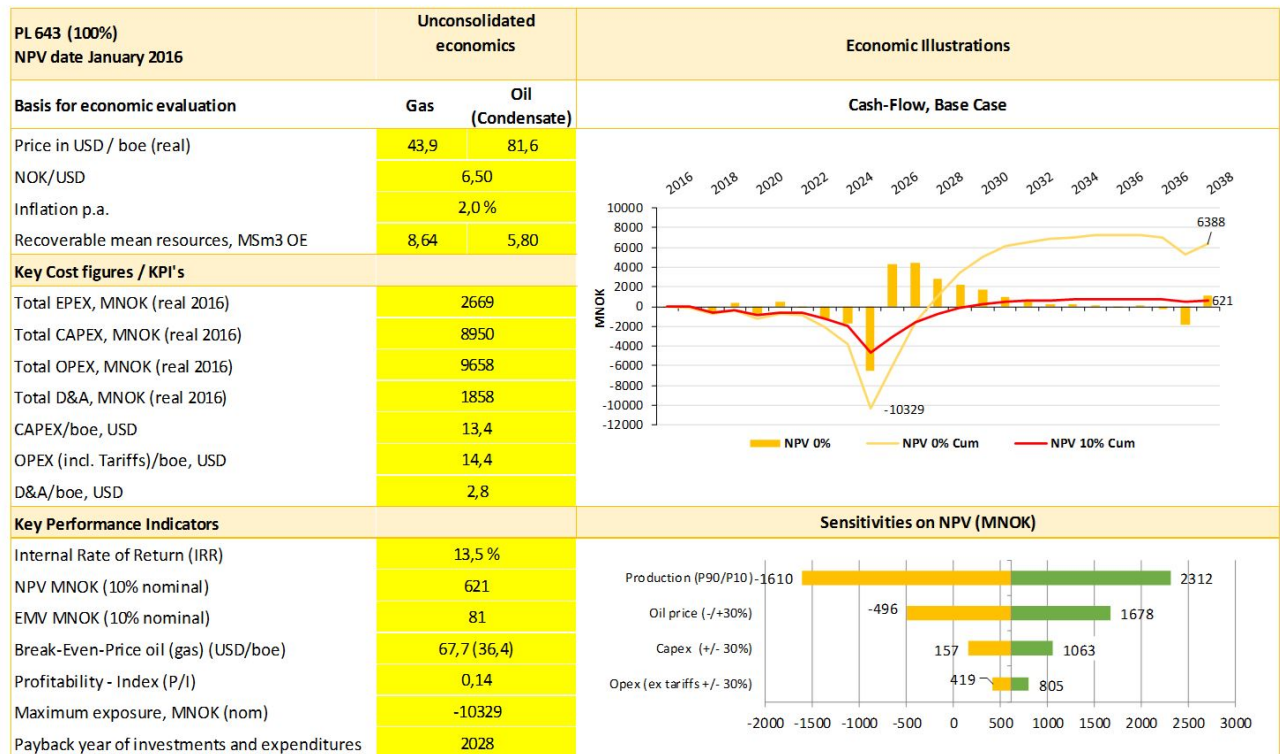 PL 643 (100%)
NPV date January 2016
Unconsolidated
economics
Economic Illustrations
Basis for economic evaluation
Gas
Oil
(Condensate)
Cash-Flow, Base Case
Price in USD / boe (real) 43,9 81,6
NOK/USD 6,50
Inflation p.a. 2,0 %
Recoverable mean resources, MSm3 OE 8,64 5,80
Key Cost figures / KPI's
Total EPEX, MNOK (real 2016) 2669
Total CAPEX, MNOK (real 2016) 8950
Total OPEX, MNOK (real 2016) 9658
Total D&A, MNOK (real 2016) 1858
CAPEX/boe, USD 13,4
OPEX (incl. Tariffs)/boe, USD 14,4
D&A/boe, USD 2,8
2016 2018 2020 2022 2024 2026 2028 2030 2032 2034 2036 2036 2038
MNOK
10000
8000
6000
4000
2000
0
-2000
-4000
-6000
-8000
-10000
-12000
6388
621
-10329
NPV 0% NPV 0% Cum NPV 10% Cum
Key Performance Indicators
Sensitivities on NPV (MNOK)
Internal Rate of Return (IRR) 13,5 %
NPV MNOK (10% nominal) 621
EMV MNOK (10% nominal) 81
Break-Even-Price oil (gas) (USD/boe) 67,7 (36,4)
Profitability - Index (P/I) 0,14
Maximum exposure, MNOK (nom) -10329
Payback year of investments and expenditures 2028
Production (P90/P10) -1610 2312
Oil price (-/+30%) -496 1678
Capex (+/- 30%) 157 1063
Opex (ex tariffs +/- 30%) 419 805
-2000 -1500 -1000 -500 0 500 1000 1500 2000 2500 3000